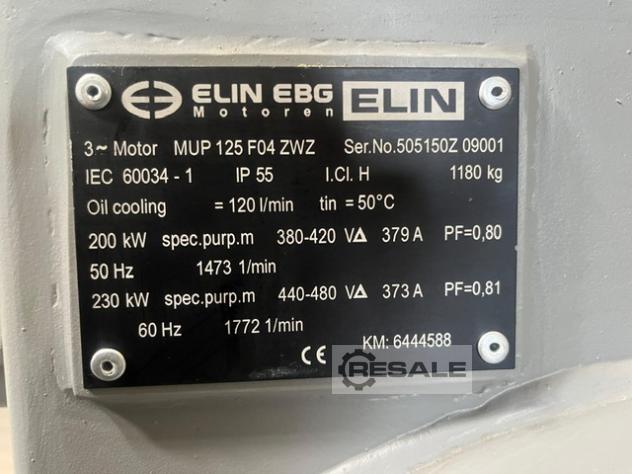 ELIN EBG ELIN
Motoren
3~ Motor MUP 125 F04 ZWZ Ser.No.505150Z 09001
IEC 60034 - 1 IP 55 I.Cl. H 1180 kg
Oil cooling = 120 l/min tin = 50°C
200 kW spec.purp.m 380-420 V∆ 379 A PF=0,80
50 Hz 1473 1/min
230 kW spec.purp.m 440-480 V∆ 373 A PF=0,81
60 Hz 1772 1/min
CE KM: 6444588
RESALE